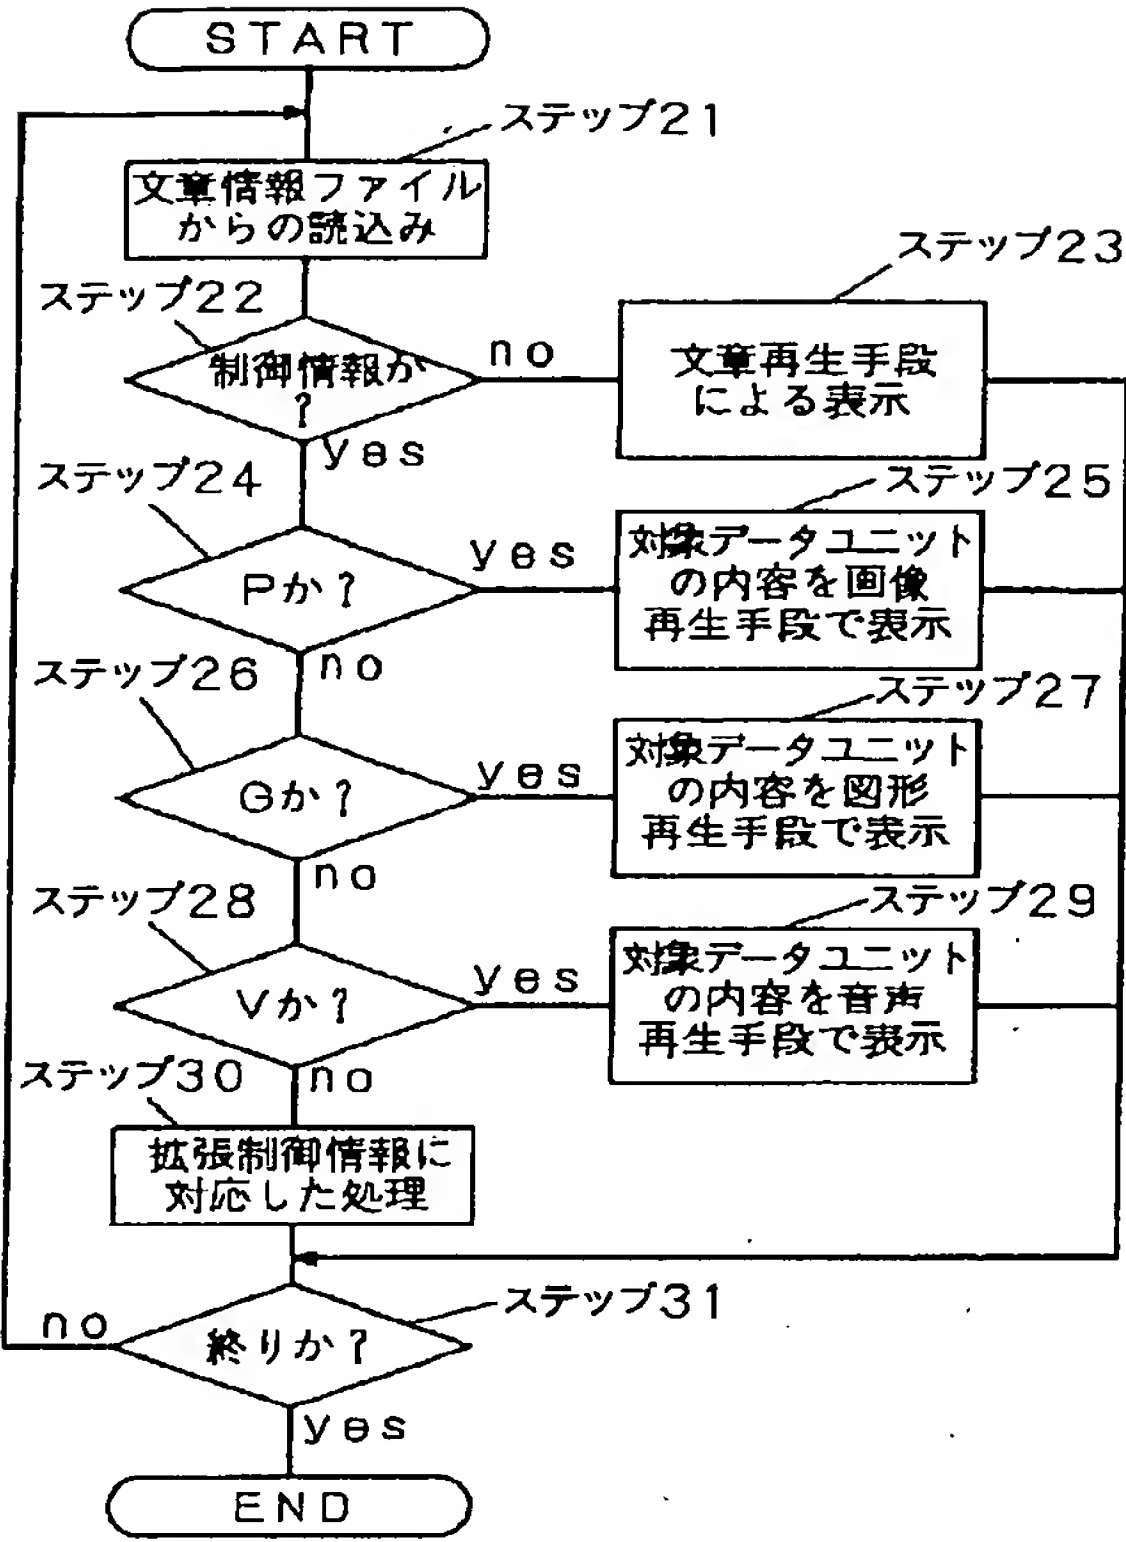 START
ステップ21
文章情報ファイル
からの読込み
ステップ22
制御情報か
?
no
yes
ステップ23
文章再生手段
による表示
ステップ24
Pか?
yes
no
ステップ25
対象データユニット
の内容を画像
再生手段で表示
ステップ26
Gか?
yes
no
ステップ27
対象データユニット
の内容を図形
再生手段で表示
ステップ28
Vか?
yes
no
ステップ29
対象データユニット
の内容を音声
再生手段で表示
ステップ30
拡張制御情報に
対応した処理
ステップ31
終りか?
no
yes
END